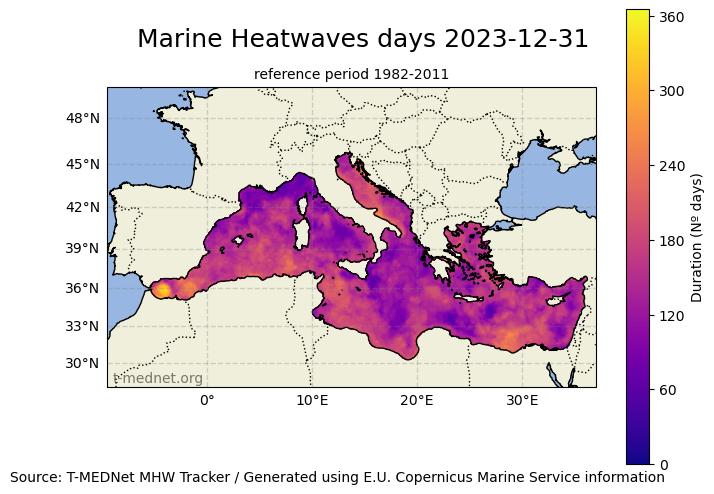 Marine Heatwaves days 2023-12-31
reference period 1982-2011
48°N
45°N
42°N
39°N
36°N
33°N
30°N
t-mednet.org
0°
10°E
20°E
30°E
360
300
240
180
120
60
0
Duration (Nº days)
Source: T-MEDNet MHW Tracker / Generated using E.U. Copernicus Marine Service information